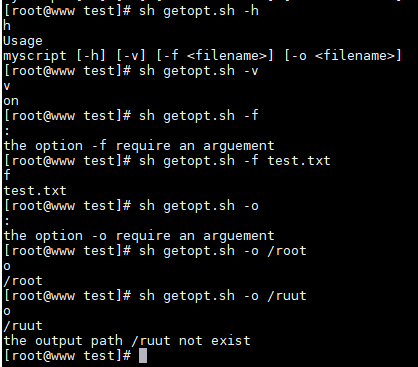 [root@www test]# sh getopt.sh -h
h
Usage
myscript [-h] [-v] [-f <filename>] [-o <filename>]
[root@www test]# sh getopt.sh -v
v
on
[root@www test]# sh getopt.sh -f
:
the option -f require an arguement
[root@www test]# sh getopt.sh -f test.txt
f
test.txt
[root@www test]# sh getopt.sh -o
:
the option -o require an arguement
[root@www test]# sh getopt.sh -o /root
o
/root
[root@www test]# sh getopt.sh -o /ruut
o
/ruut
the output path /ruut not exist
[root@www test]#